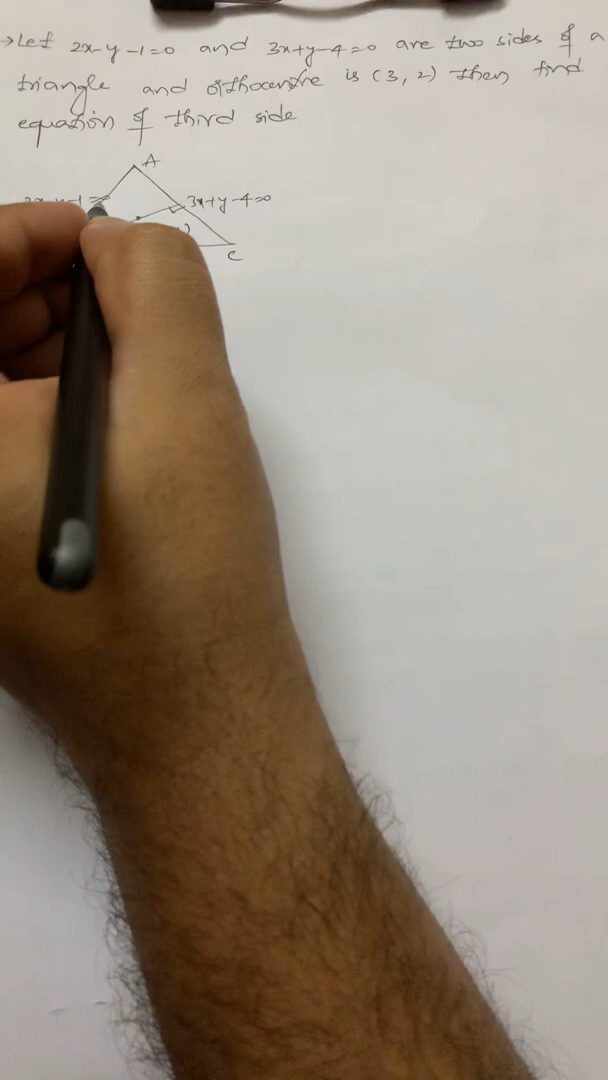 →Let 2x-y-1=0 and 3x+y-4=0 are two sides of a
triangle and orthocentre is (3, 2) then find
equation of third side
A
3x+y-4=0
C